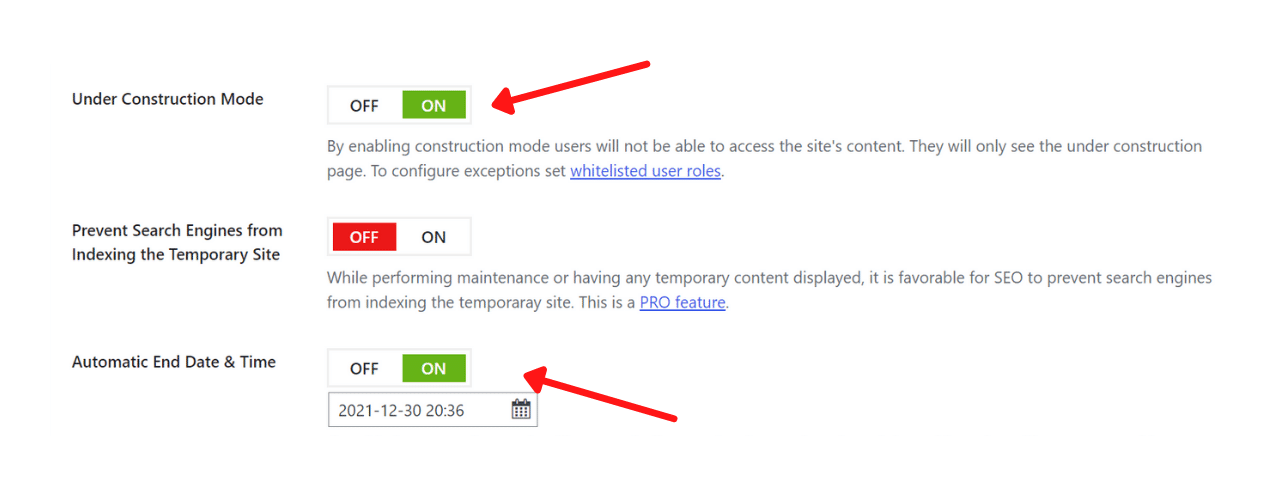 Under Construction Mode
OFF ON
By enabling construction mode users will not be able to access the site's content. They will only see the under construction
page. To configure exceptions set whitelisted user roles.
Prevent Search Engines from
Indexing the Temporary Site
OFF ON
While performing maintenance or having any temporary content displayed, it is favorable for SEO to prevent search engines
from indexing the temporaray site. This is a PRO feature.
Automatic End Date & Time
OFF ON
2021-12-30 20:36